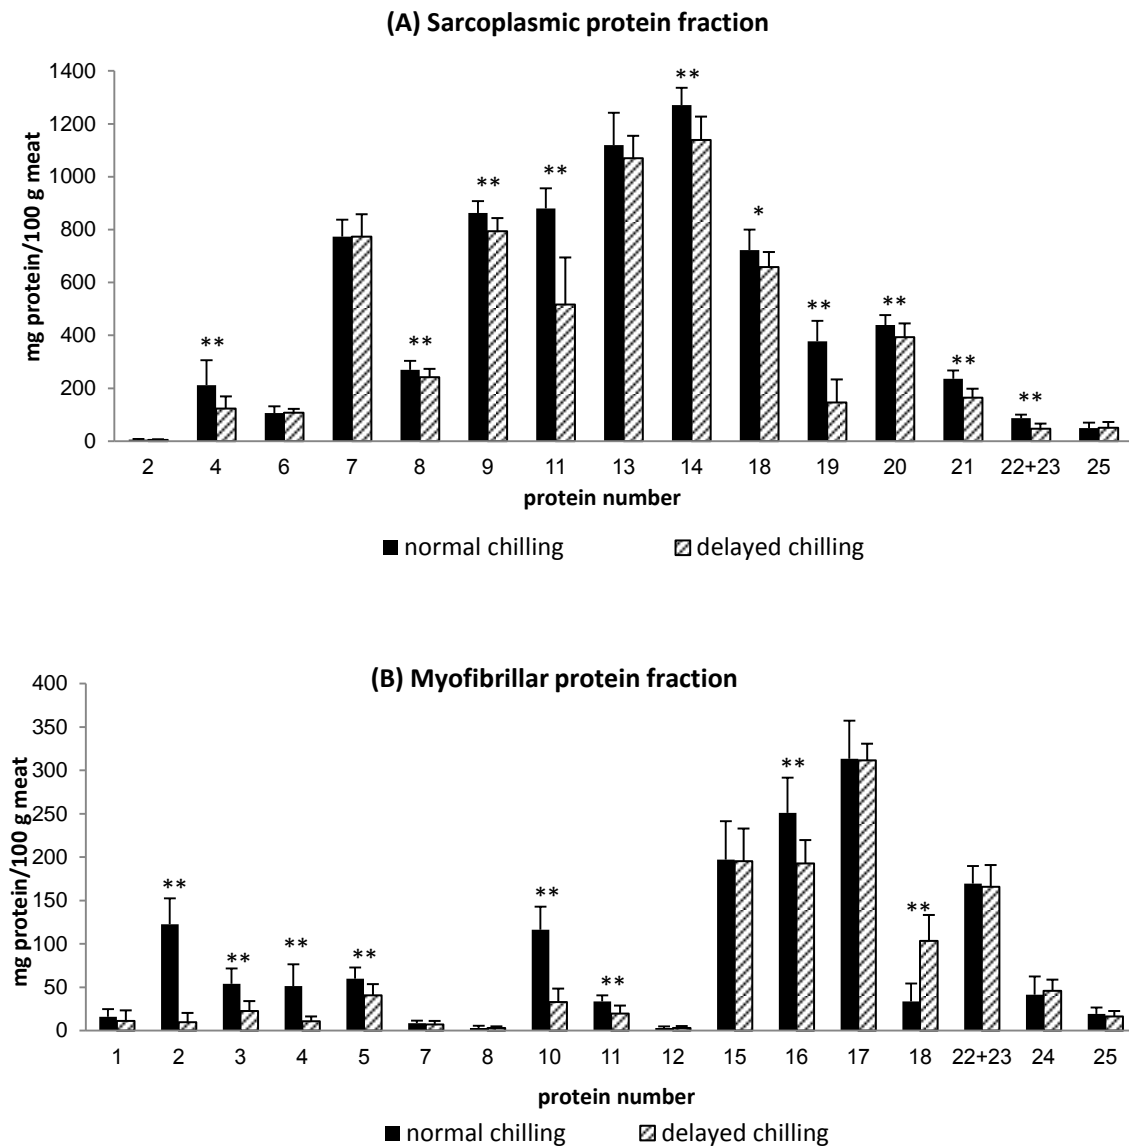 (A) Sarcoplasmic protein fraction
mg protein/100 g meat
1400
1200
1000
800
600
400
200
0
** ** ** ** ** * ** ** ** **
2 4 6 7 8 9 11 13 14 18 19 20 21 22+23 25
protein number
normal chilling delayed chilling
(B) Myofibrillar protein fraction
mg protein/100 g meat
400
350
300
250
200
150
100
50
0
** ** ** ** ** ** ** **
1 2 3 4 5 7 8 10 11 12 15 16 17 18 22+23 24 25
protein number
normal chilling delayed chilling